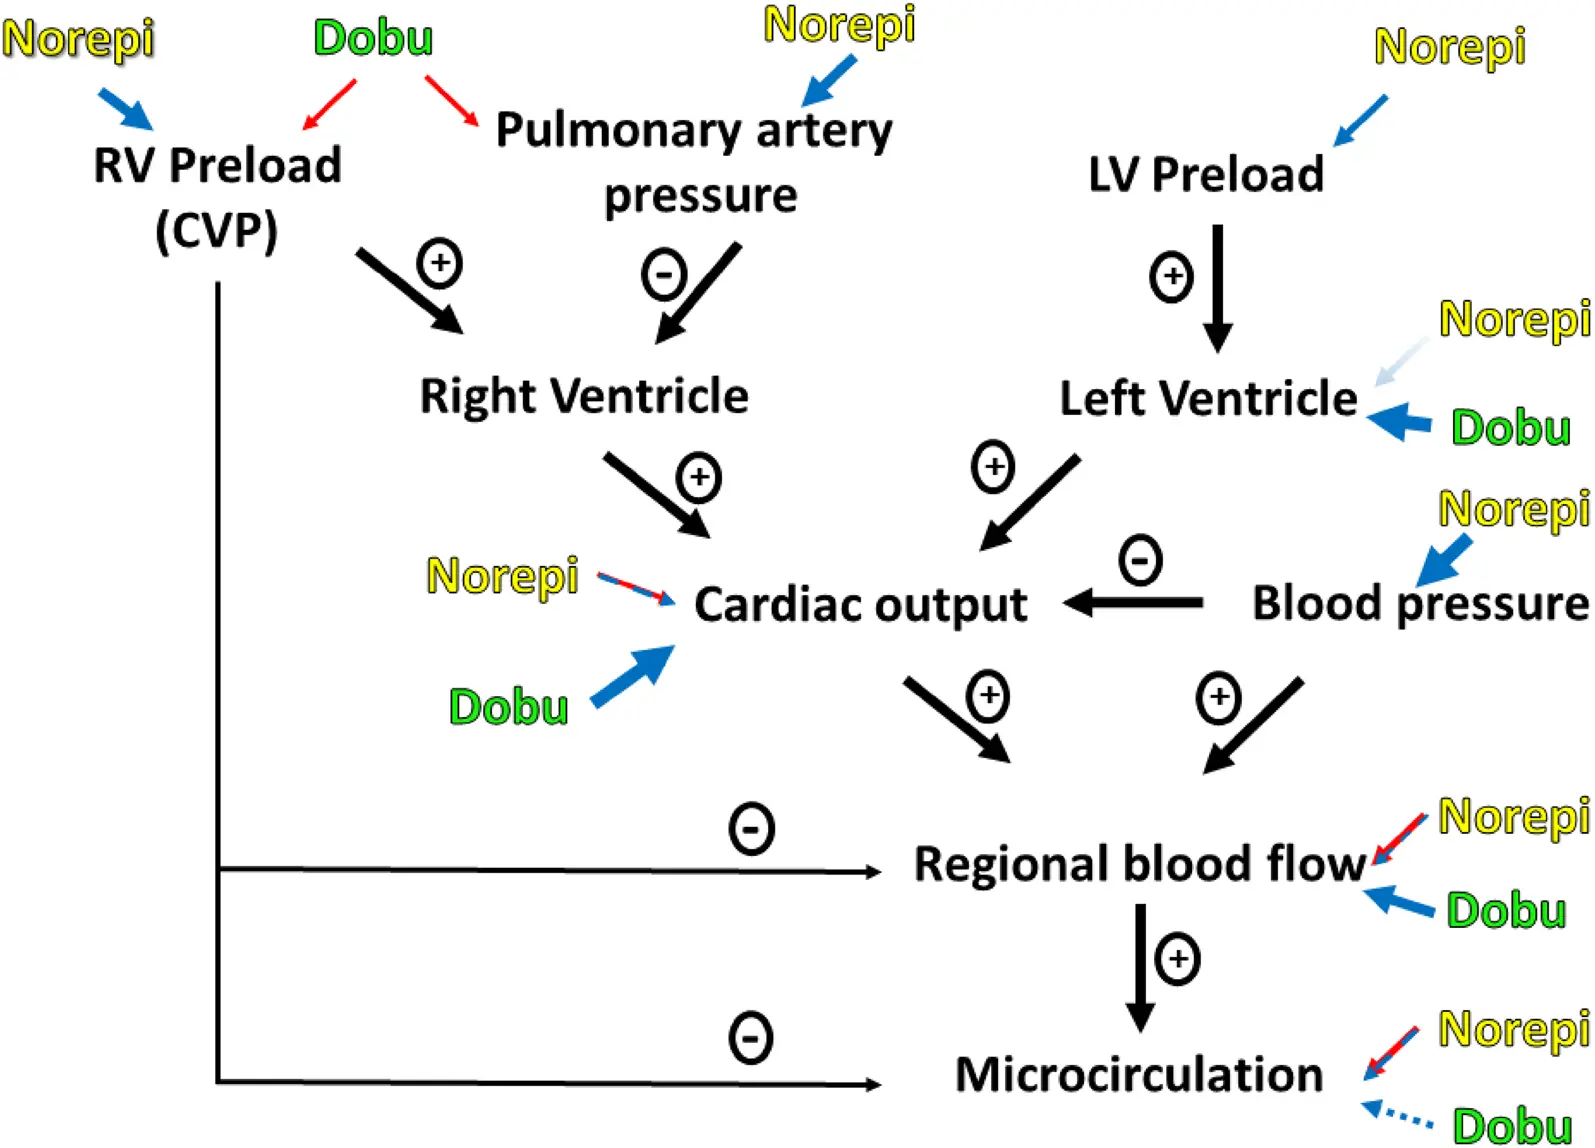 Norepi
Dobu
Norepi
Norepi
RV Preload
(CVP)
Pulmonary artery
pressure
LV Preload
+
-
+
Norepi
Right Ventricle
Left Ventricle
Dobu
+
+
Norepi
-
Norepi
Cardiac output
Blood pressure
Dobu
+
+
Norepi
-
Regional blood flow
Dobu
+
Norepi
-
Microcirculation
Dobu